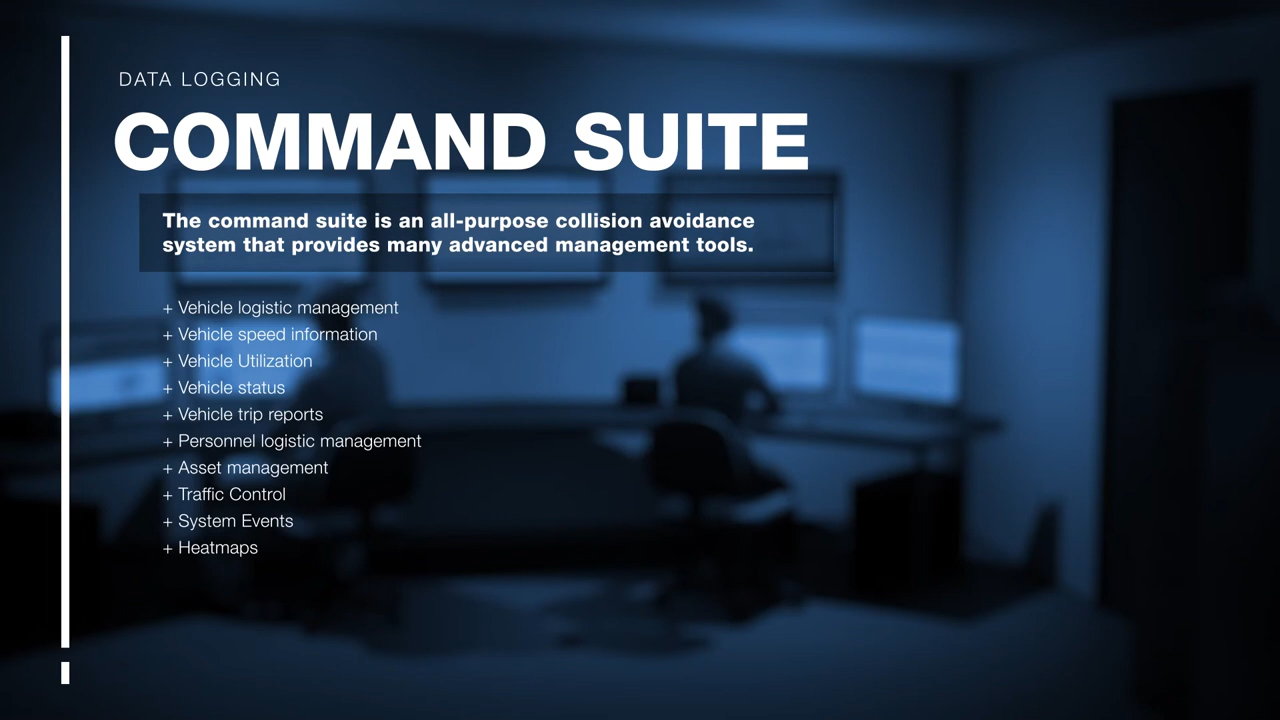 DATA LOGGING
COMMAND SUITE
The command suite is an all-purpose collision avoidance
system that provides many advanced management tools.
+ Vehicle logistic management
+ Vehicle speed information
+ Vehicle Utilization
+ Vehicle status
+ Vehicle trip reports
+ Personnel logistic management
+ Asset management
+ Traffic Control
+ System Events
+ Heatmaps